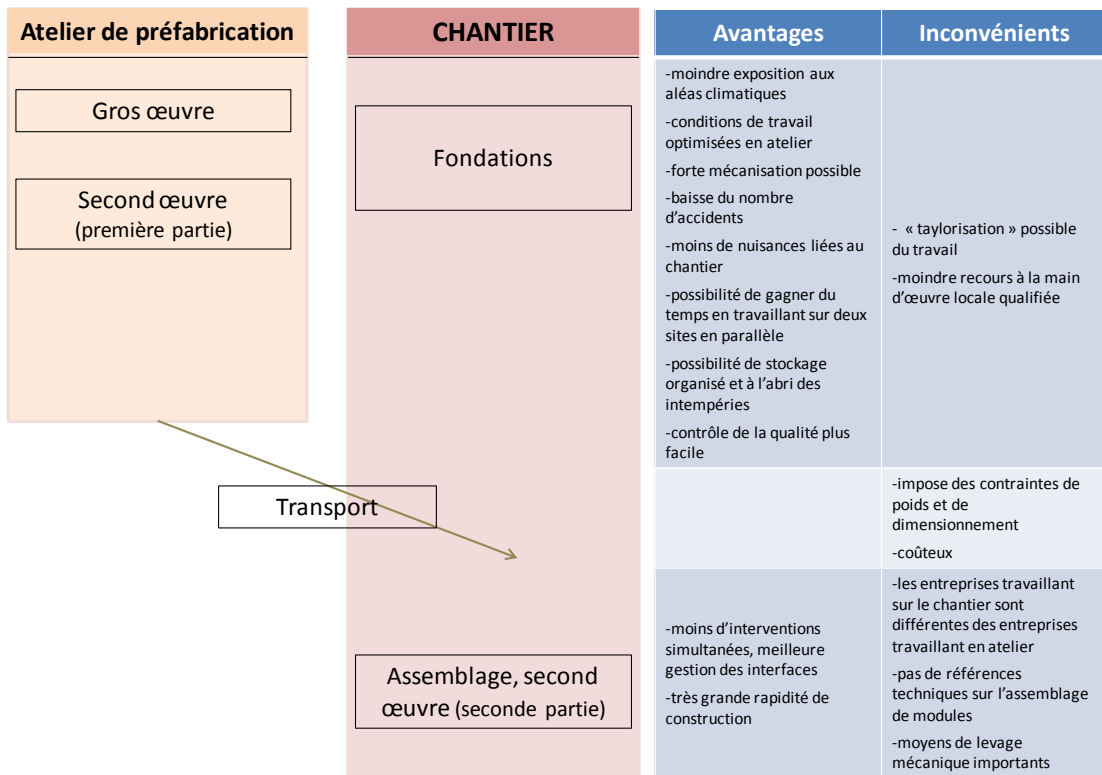 Atelier de préfabrication
Gros œuvre
Second œuvre
(première partie)
CHANTIER
Fondations
Transport
Assemblage, second
œuvre (seconde partie)
Avantages
Inconvénients
-moindre exposition aux
aléas climatiques
-conditions de travail
optimisées en atelier
-forte mécanisation possible
-baisse du nombre
d'accidents
-moins de nuisances liées au
chantier
-possibilité de gagner du
temps en travaillant sur deux
sites en parallèle
-possibilité de stockage
organisé et à l'abri des
intempéries
-contrôle de la qualité plus
facile
- « taylorisation » possible
du travail
-moindre recours à la main
d'œuvre locale qualifiée
-impose des contraintes de
poids et de
dimensionnement
-coûteux
-moins d'interventions
simultanées, meilleure
gestion des interfaces
-très grande rapidité de
construction
-les entreprises travaillant
sur le chantier sont
différentes des entreprises
travaillant en atelier
-pas de références
techniques sur l'assemblage
de modules
-moyens de levage
mécanique importants